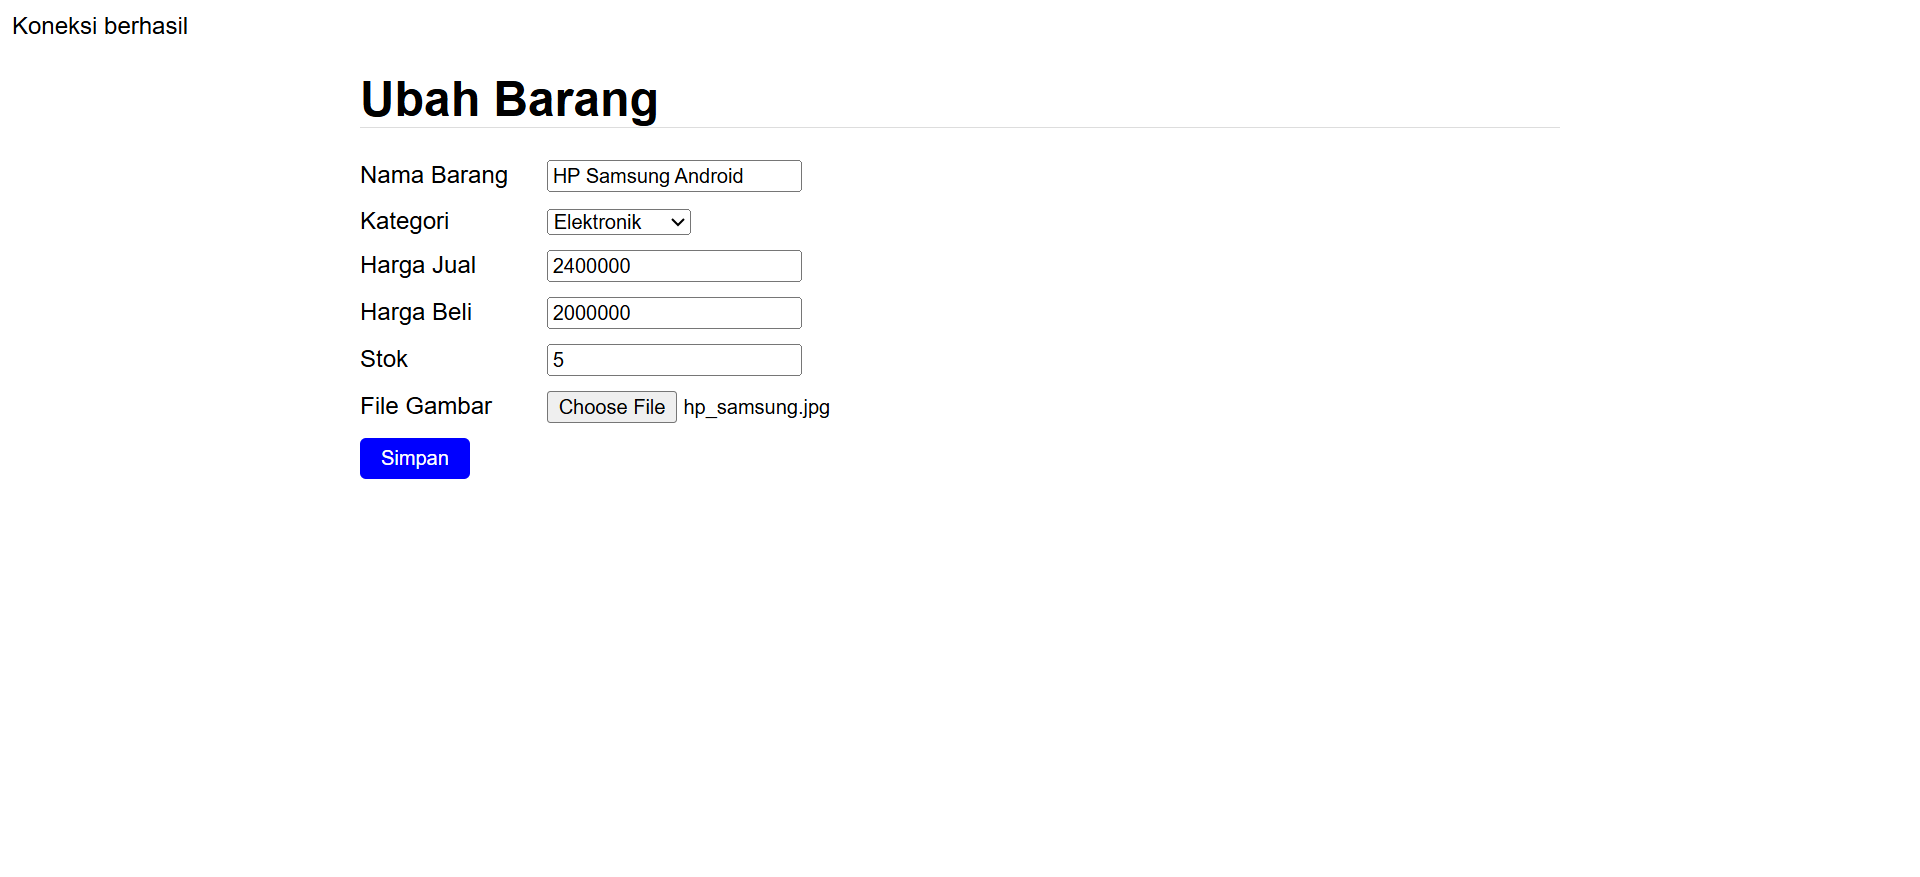 Koneksi berhasil
Ubah Barang
Nama Barang HP Samsung Android
Kategori Elektronik
Harga Jual 2400000
Harga Beli 2000000
Stok 5
File Gambar Choose File hp_samsung.jpg
Simpan